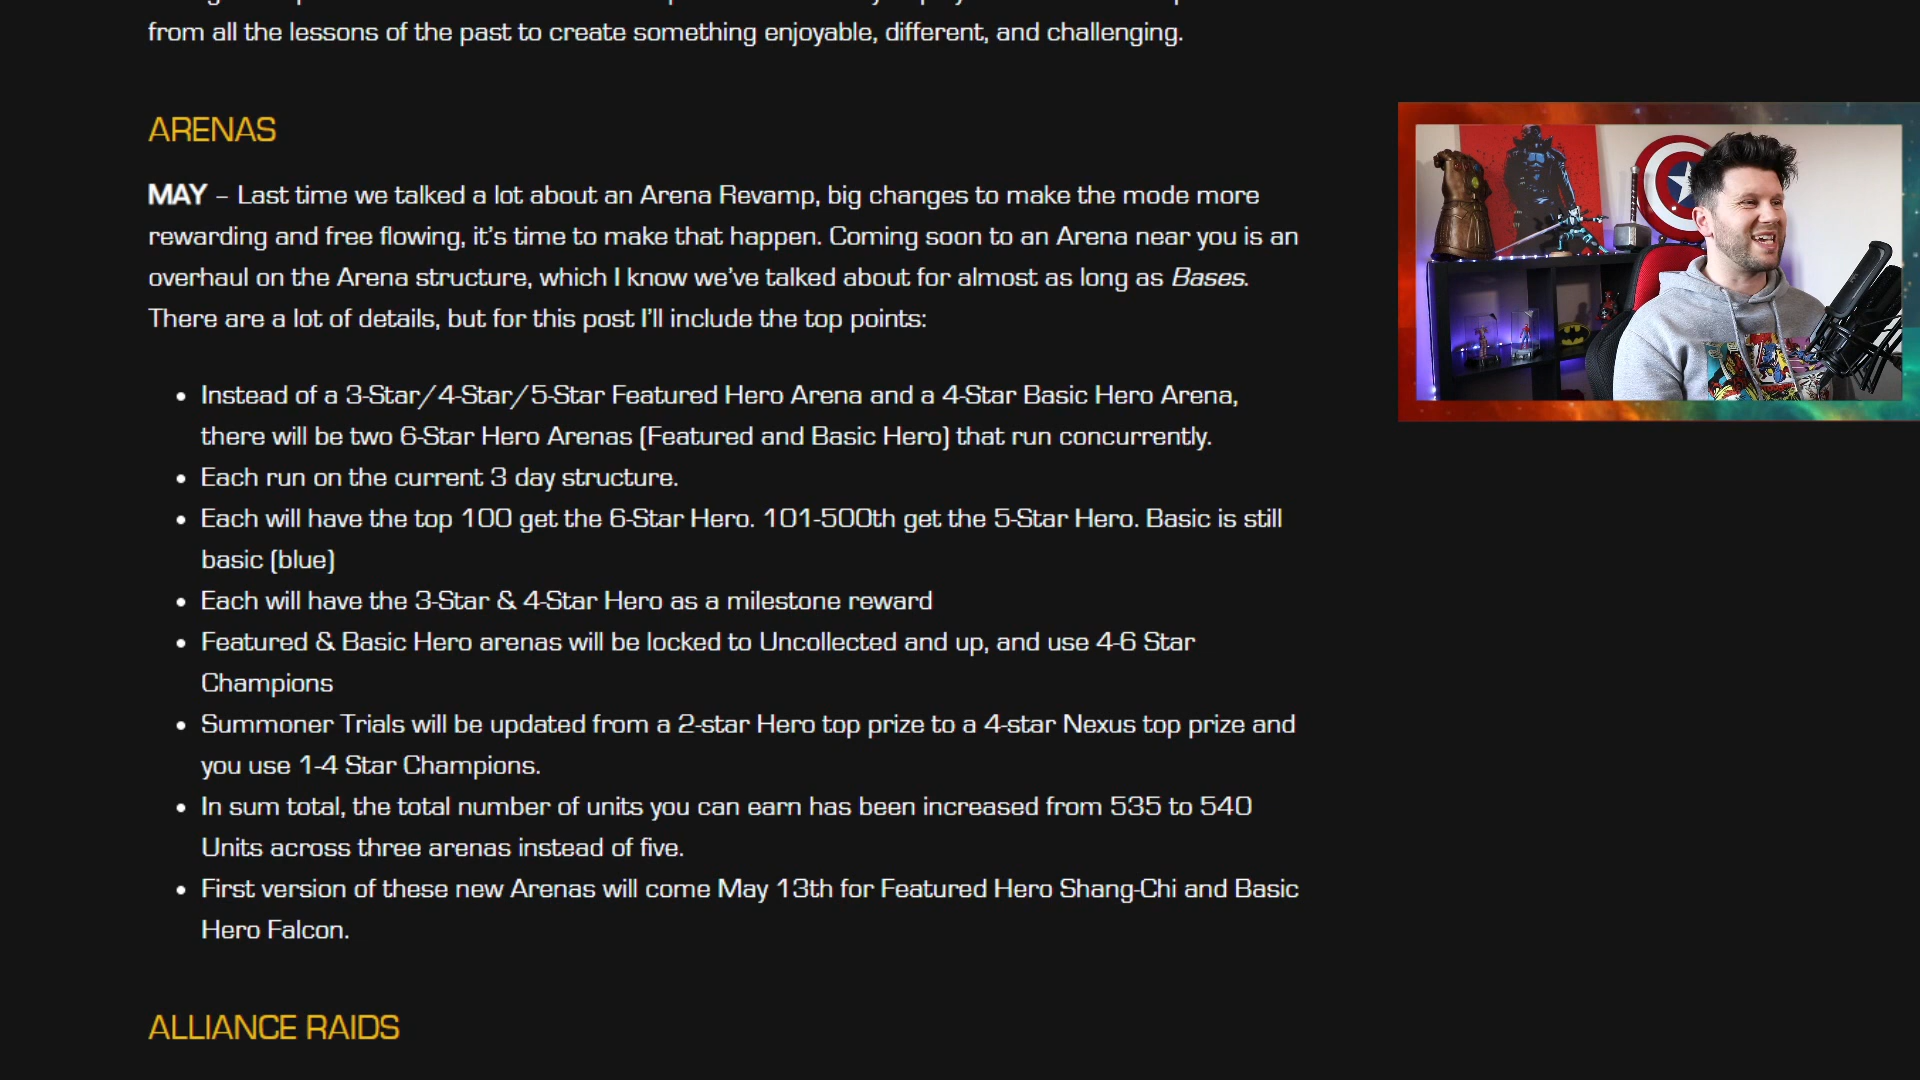 from all the lessons of the past to create something enjoyable, different, and challenging.
ARENAS
MAY – Last time we talked a lot about an Arena Revamp, big changes to make the mode more
rewarding and free flowing, it's time to make that happen. Coming soon to an Arena near you is an
overhaul on the Arena structure, which I know we've talked about for almost as long as Bases.
There are a lot of details, but for this post I'll include the top points:
• Instead of a 3-Star/4-Star/5-Star Featured Hero Arena and a 4-Star Basic Hero Arena,
there will be two 6-Star Hero Arenas (Featured and Basic Hero) that run concurrently.
• Each run on the current 3 day structure.
• Each will have the top 100 get the 6-Star Hero. 101-500th get the 5-Star Hero. Basic is still
basic (blue)
• Each will have the 3-Star & 4-Star Hero as a milestone reward
• Featured & Basic Hero arenas will be locked to Uncollected and up, and use 4-6 Star
Champions
• Summoner Trials will be updated from a 2-star Hero top prize to a 4-star Nexus top prize and
you use 1-4 Star Champions.
• In sum total, the total number of units you can earn has been increased from 535 to 540
Units across three arenas instead of five.
• First version of these new Arenas will come May 13th for Featured Hero Shang-Chi and Basic
Hero Falcon.
ALLIANCE RAIDS